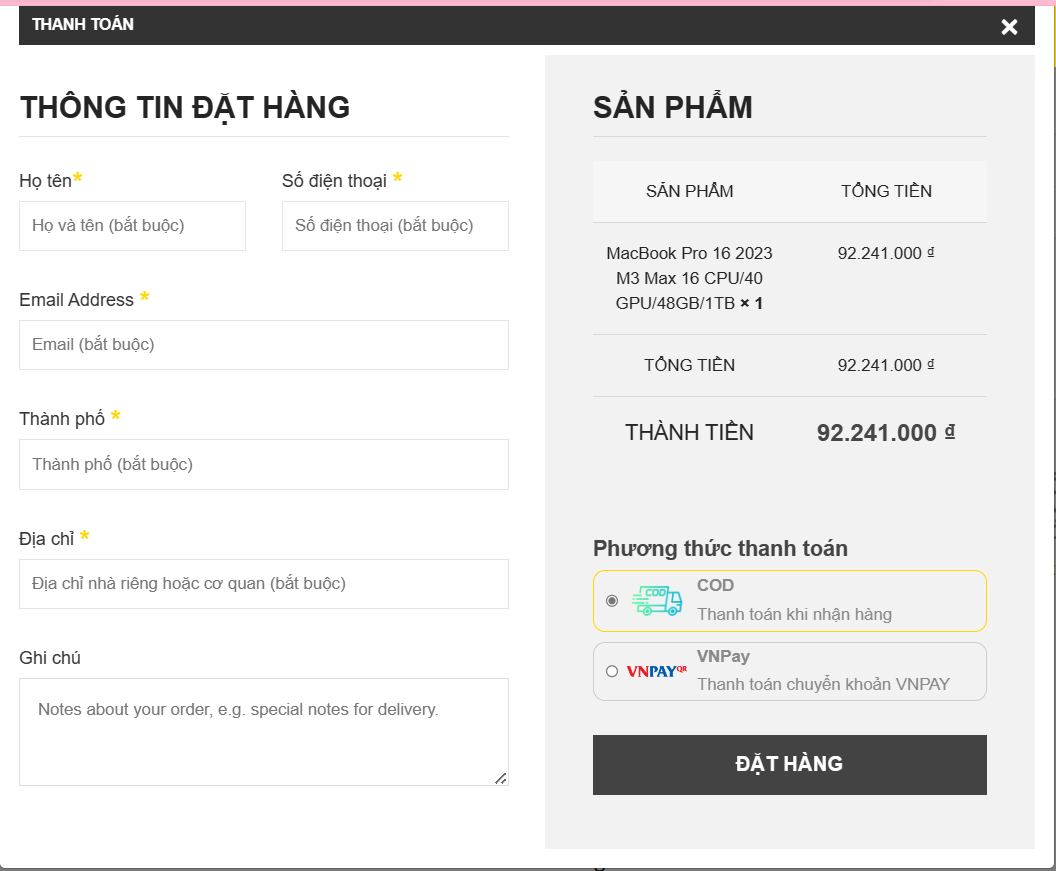 THANH TOÁN
THÔNG TIN ĐẶT HÀNG
Họ tên*
Số điện thoại *
Họ và tên (bắt buộc)
Số điện thoại (bắt buộc)
Email Address *
Email (bắt buộc)
Thành phố *
Thành phố (bắt buộc)
Địa chỉ *
Địa chỉ nhà riêng hoặc cơ quan (bắt buộc)
Ghi chú
Notes about your order, e.g. special notes for delivery.
SẢN PHẨM
SẢN PHẨM TỔNG TIỀN
MacBook Pro 16 2023 92.241.000 ₫
M3 Max 16 CPU/40
GPU/48GB/1TB × 1
TỔNG TIỀN 92.241.000 ₫
THÀNH TIỀN 92.241.000 ₫
Phương thức thanh toán
COD
COD
Thanh toán khi nhận hàng
VNPAYQR
VNPay
Thanh toán chuyển khoản VNPAY
ĐẶT HÀNG